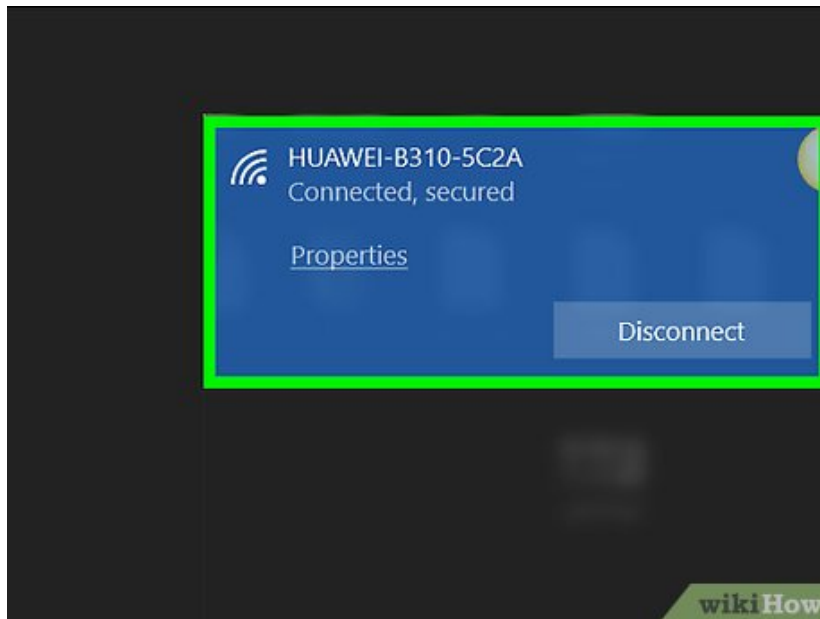 HUAWEI-B310-5C2A
Connected, secured
Properties
Disconnect
wikiHow